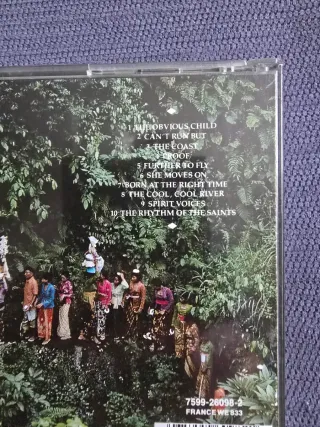 1 THE OBVIOUS CHILD
2 CAN'T RUN BUT
3 THE COAST
4 PROOF
5 FURTHER TO FLY
6 SHE MOVES ON
7 BORN AT THE RIGHT TIME
8 THE COOL, COOL RIVER
9 SPIRIT VOICES
10 THE RHYTHM OF THE SAINTS
7599-26098-2
FRANCE WE 833